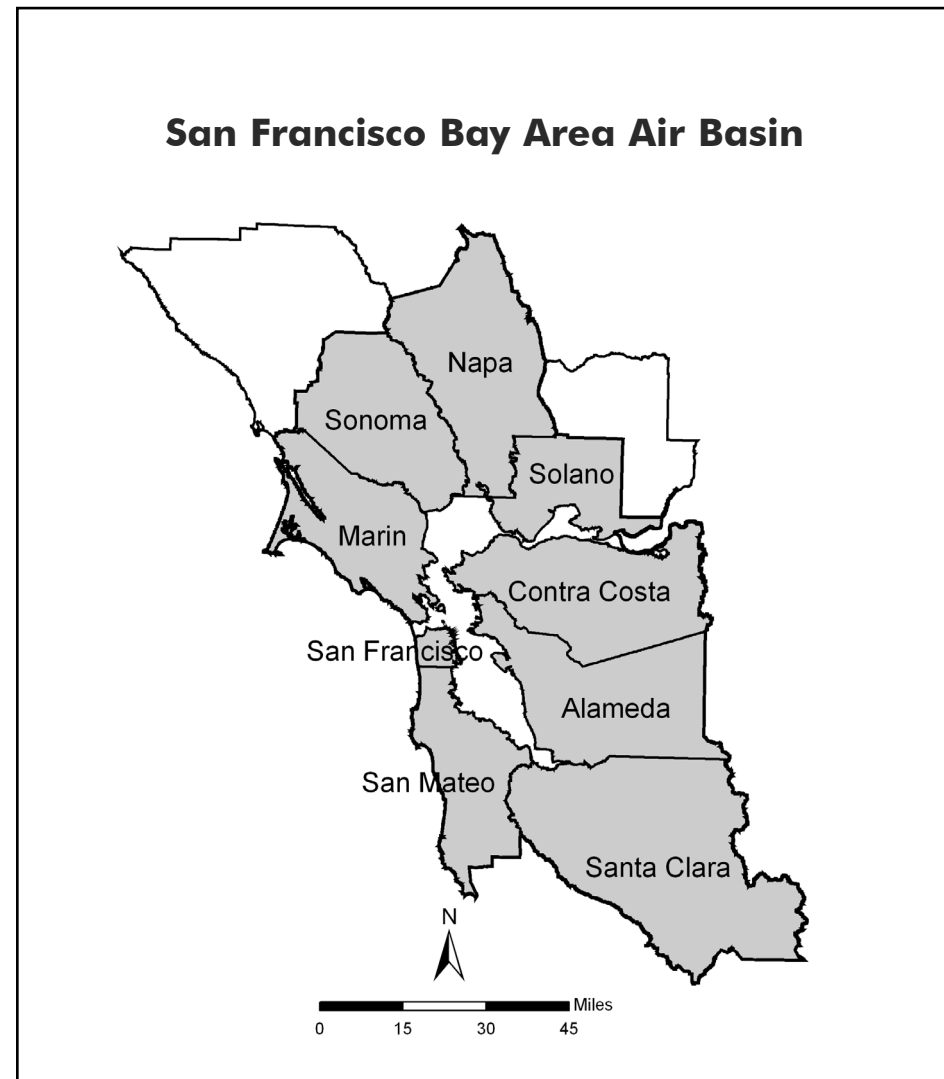 San Francisco Bay Area Air Basin
Napa
Sonoma
Solano
Marin
Contra Costa
San Francisco
Alameda
San Mateo
Santa Clara
N
Miles
0 15 30 45